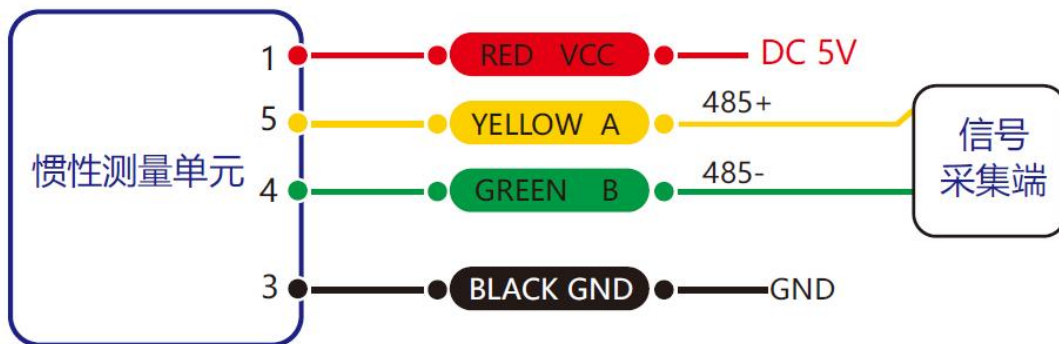 1 RED VCC DC 5V
5 YELLOW A 485+
惯性测量单元
4 GREEN B 485-
信号
采集端
3 BLACK GND GND